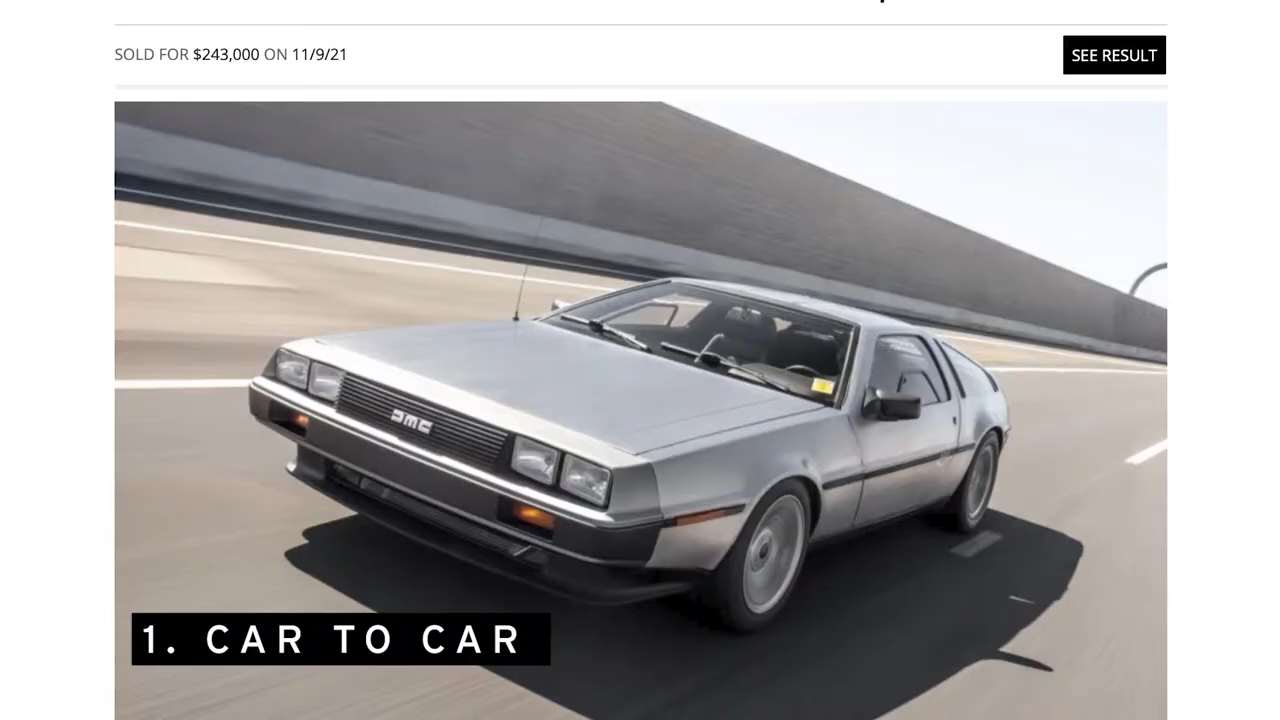 SOLD FOR $243,000 ON 11/9/21
SEE RESULT
DMC
1. CAR TO CAR